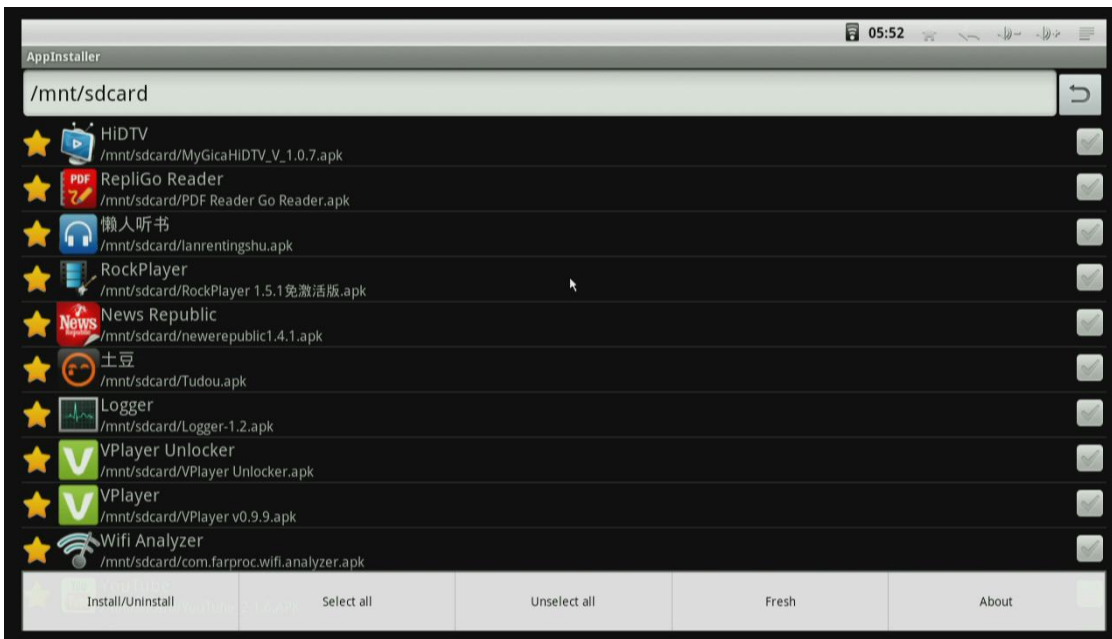 05:52
AppInstaller
/mnt/sdcard
HiDTV
/mnt/sdcard/MyGicaHiDTV_V_1.0.7.apk
PDF
RepliGo Reader
/mnt/sdcard/PDF Reader Go Reader.apk
懒人听书
/mnt/sdcard/lanrentingshu.apk
RockPlayer
/mnt/sdcard/RockPlayer 1.5.1免激活版.apk
News
Republic
News Republic
/mnt/sdcard/newerepublic1.4.1.apk
土豆
/mnt/sdcard/Tudou.apk
Logger
/mnt/sdcard/Logger-1.2.apk
VPlayer Unlocker
/mnt/sdcard/VPlayer Unlocker.apk
VPlayer
/mnt/sdcard/VPlayer v0.9.9.apk
Wifi Analyzer
/mnt/sdcard/com.farproc.wifi.analyzer.apk
YouTube
Install/Uninstall
Select all
Unselect all
Fresh
About